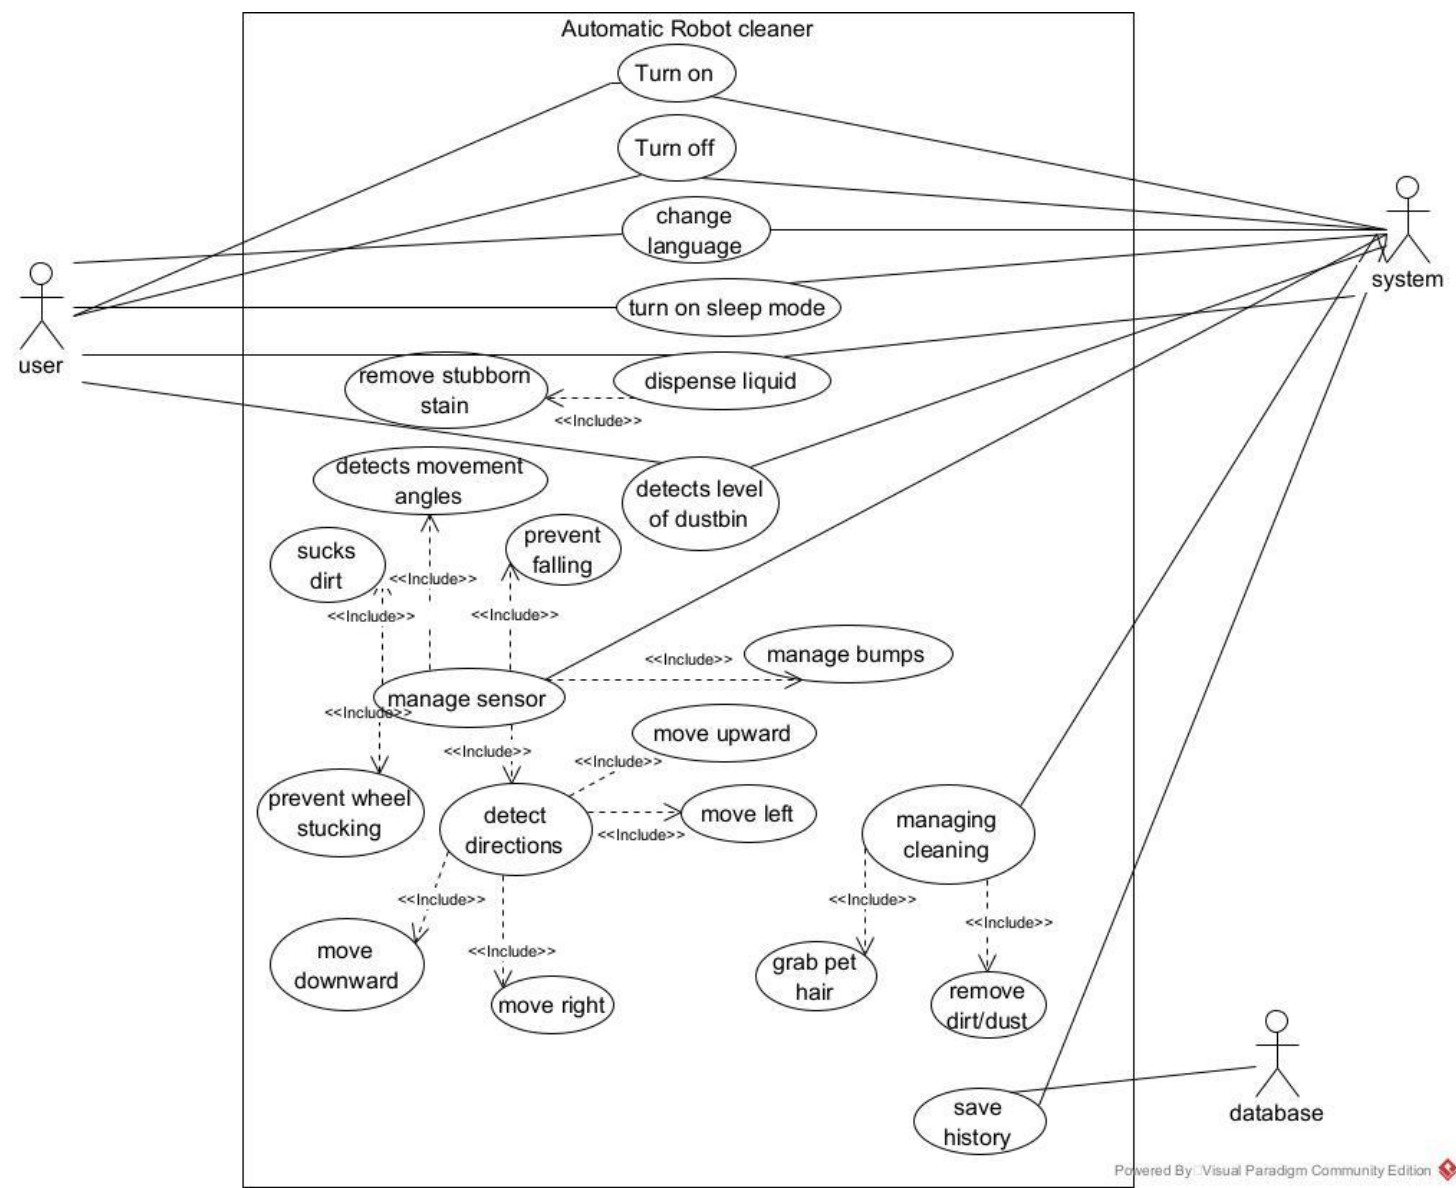 Automatic Robot cleaner
Turn on
Turn off
change
language
system
turn on sleep mode
user
remove stubborn
stain
dispense liquid
<<Include>>
detects movement
angles
detects level
of dustbin
sucks
dirt
prevent
falling
<<Include>>
<<Include>>
<<Include>>
manage bumps
<<Include>>
manage sensor
<<Include>>
move upward
<<Include>>
<<Include>>
prevent wheel
stucking
detect
directions
move left
<<Include>>
managing
cleaning
<<Include>>
<<Include>>
<<Include>>
<<Include>>
move
downward
move right
grab pet
hair
remove
dirt/dust
save
history
database
Powered By Visual Paradigm Community Edition